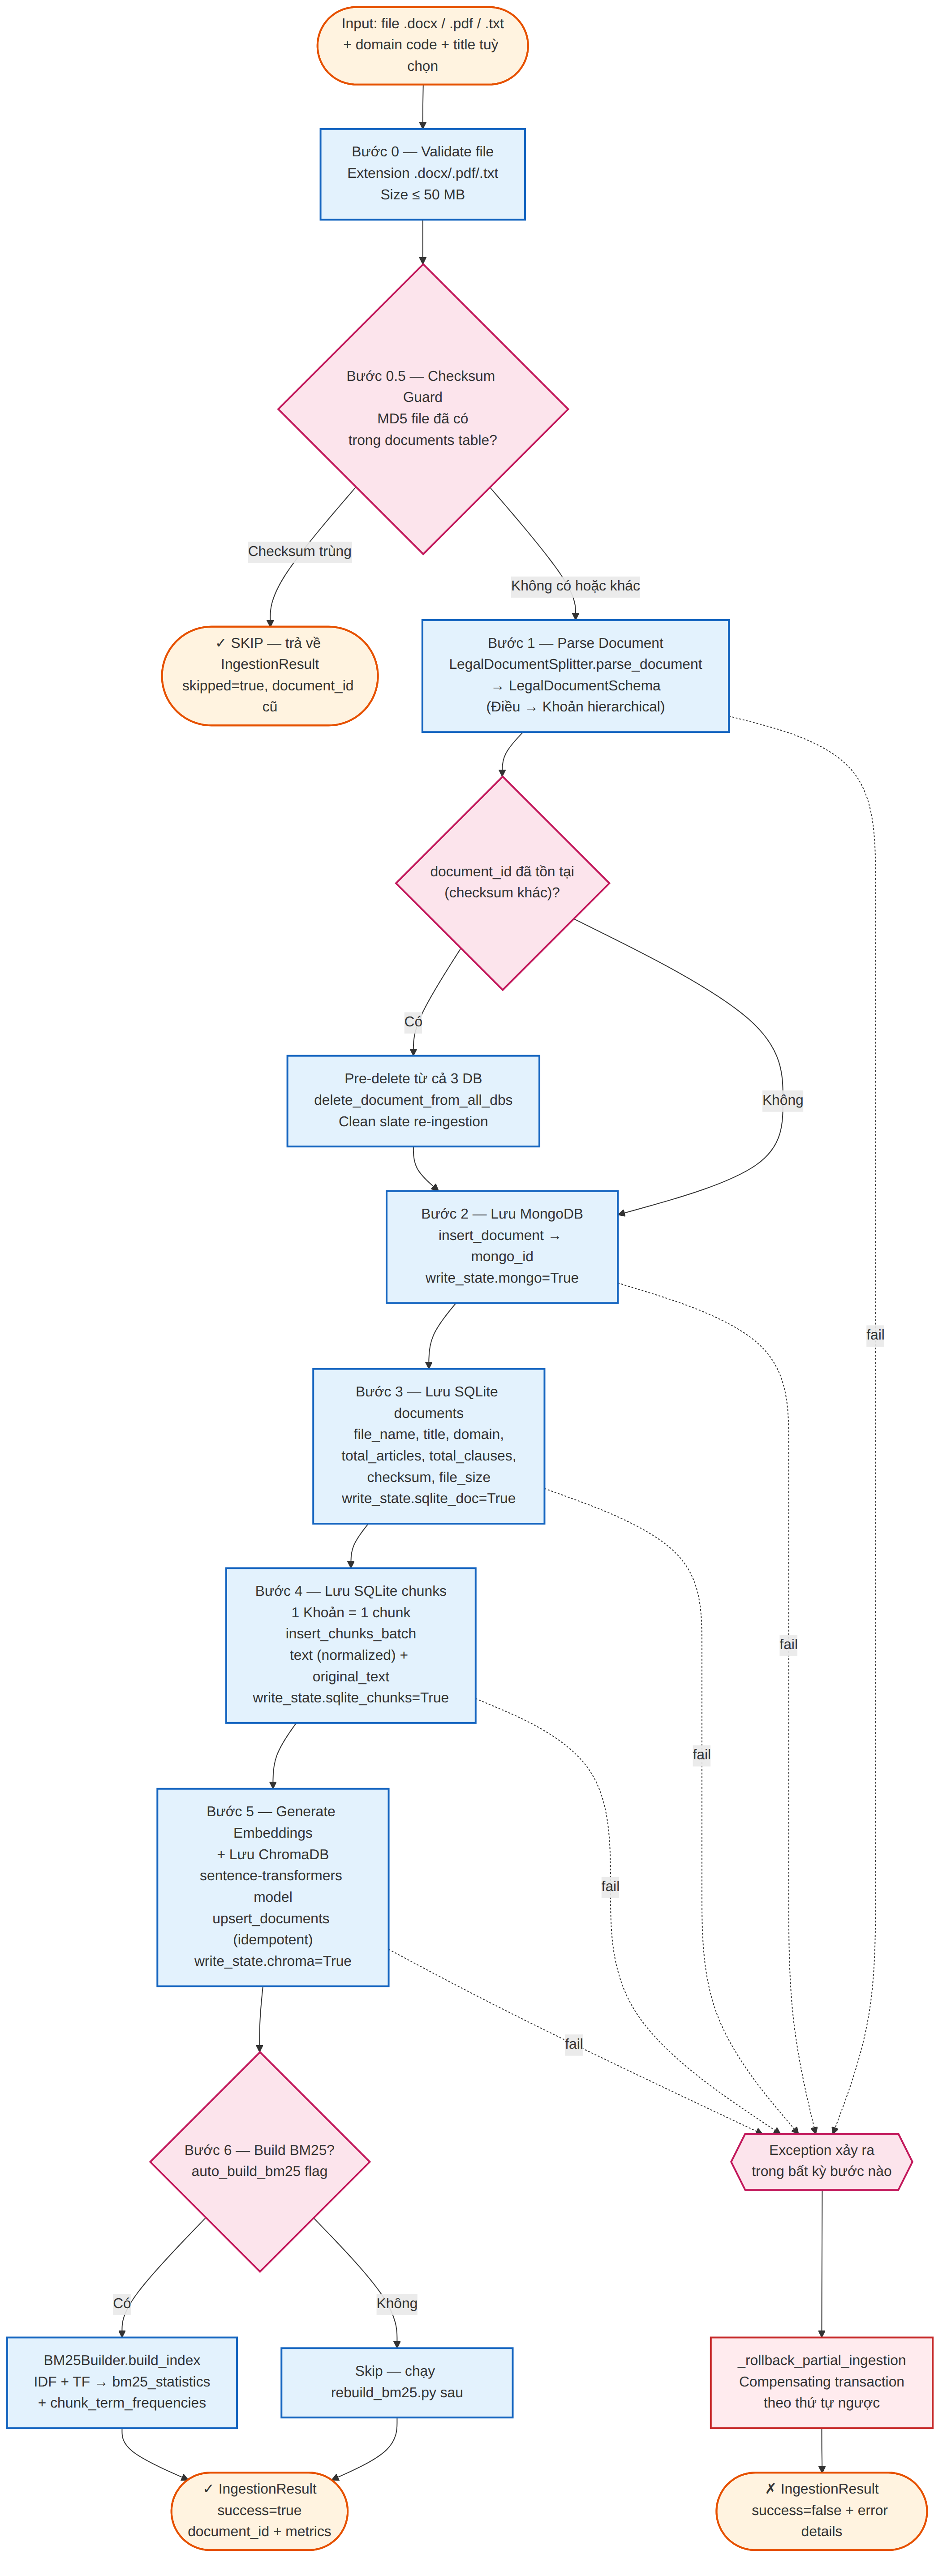 Input: file .docx / .pdf / .txt
+ domain code + title tuỳ
chọn
Bước 0 — Validate file
Extension .docx/.pdf/.txt
Size ≤ 50 MB
Bước 0.5 — Checksum
Guard
MD5 file đã có
trong documents table?
Checksum trùng
Không có hoặc khác
✓ SKIP — trả về
IngestionResult
skipped=true, document_id
cũ
Bước 1 — Parse Document
LegalDocumentSplitter.parse_document
→ LegalDocumentSchema
(Điều → Khoản hierarchical)
document_id đã tồn tại
(checksum khác)?
Có
Không
Pre-delete từ cả 3 DB
delete_document_from_all_dbs
Clean slate re-ingestion
Bước 2 — Lưu MongoDB
insert_document →
mongo_id
write_state.mongo=True
fail
Bước 3 — Lưu SQLite
documents
file_name, title, domain,
total_articles, total_clauses,
checksum, file_size
write_state.sqlite_doc=True
Bước 4 — Lưu SQLite chunks
1 Khoản = 1 chunk
insert_chunks_batch
text (normalized) +
original_text
write_state.sqlite_chunks=True
fail
fail
Bước 5 — Generate
Embeddings
+ Lưu ChromaDB
sentence-transformers
model
upsert_documents
(idempotent)
write_state.chroma=True
fail
fail
Bước 6 — Build BM25?
auto_build_bm25 flag
Exception xảy ra
trong bất kỳ bước nào
Có
Không
BM25Builder.build_index
IDF + TF → bm25_statistics
+ chunk_term_frequencies
Skip — chạy
rebuild_bm25.py sau
_rollback_partial_ingestion
Compensating transaction
theo thứ tự ngược
✓ IngestionResult
success=true
document_id + metrics
✗ IngestionResult
success=false + error
details